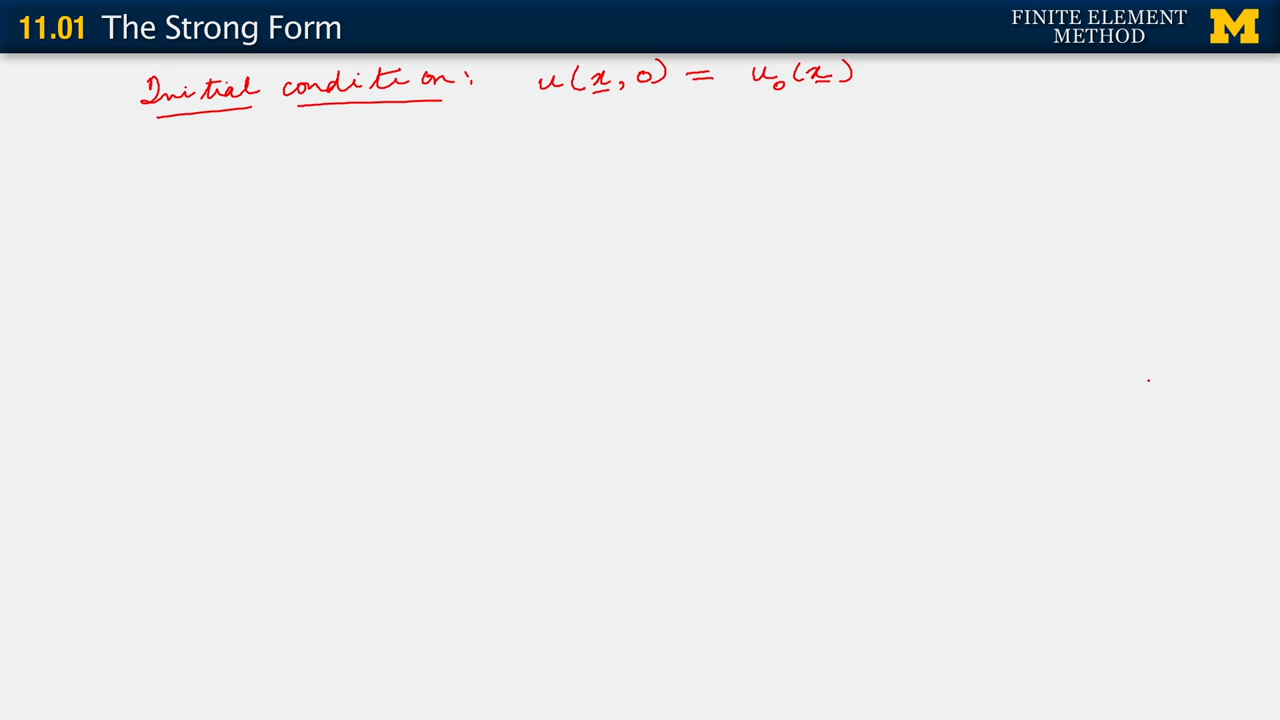 11.01 The Strong Form
FINITE ELEMENT
METHOD
M
Initial condition: u(x̲, 0) = u₀(x̲)